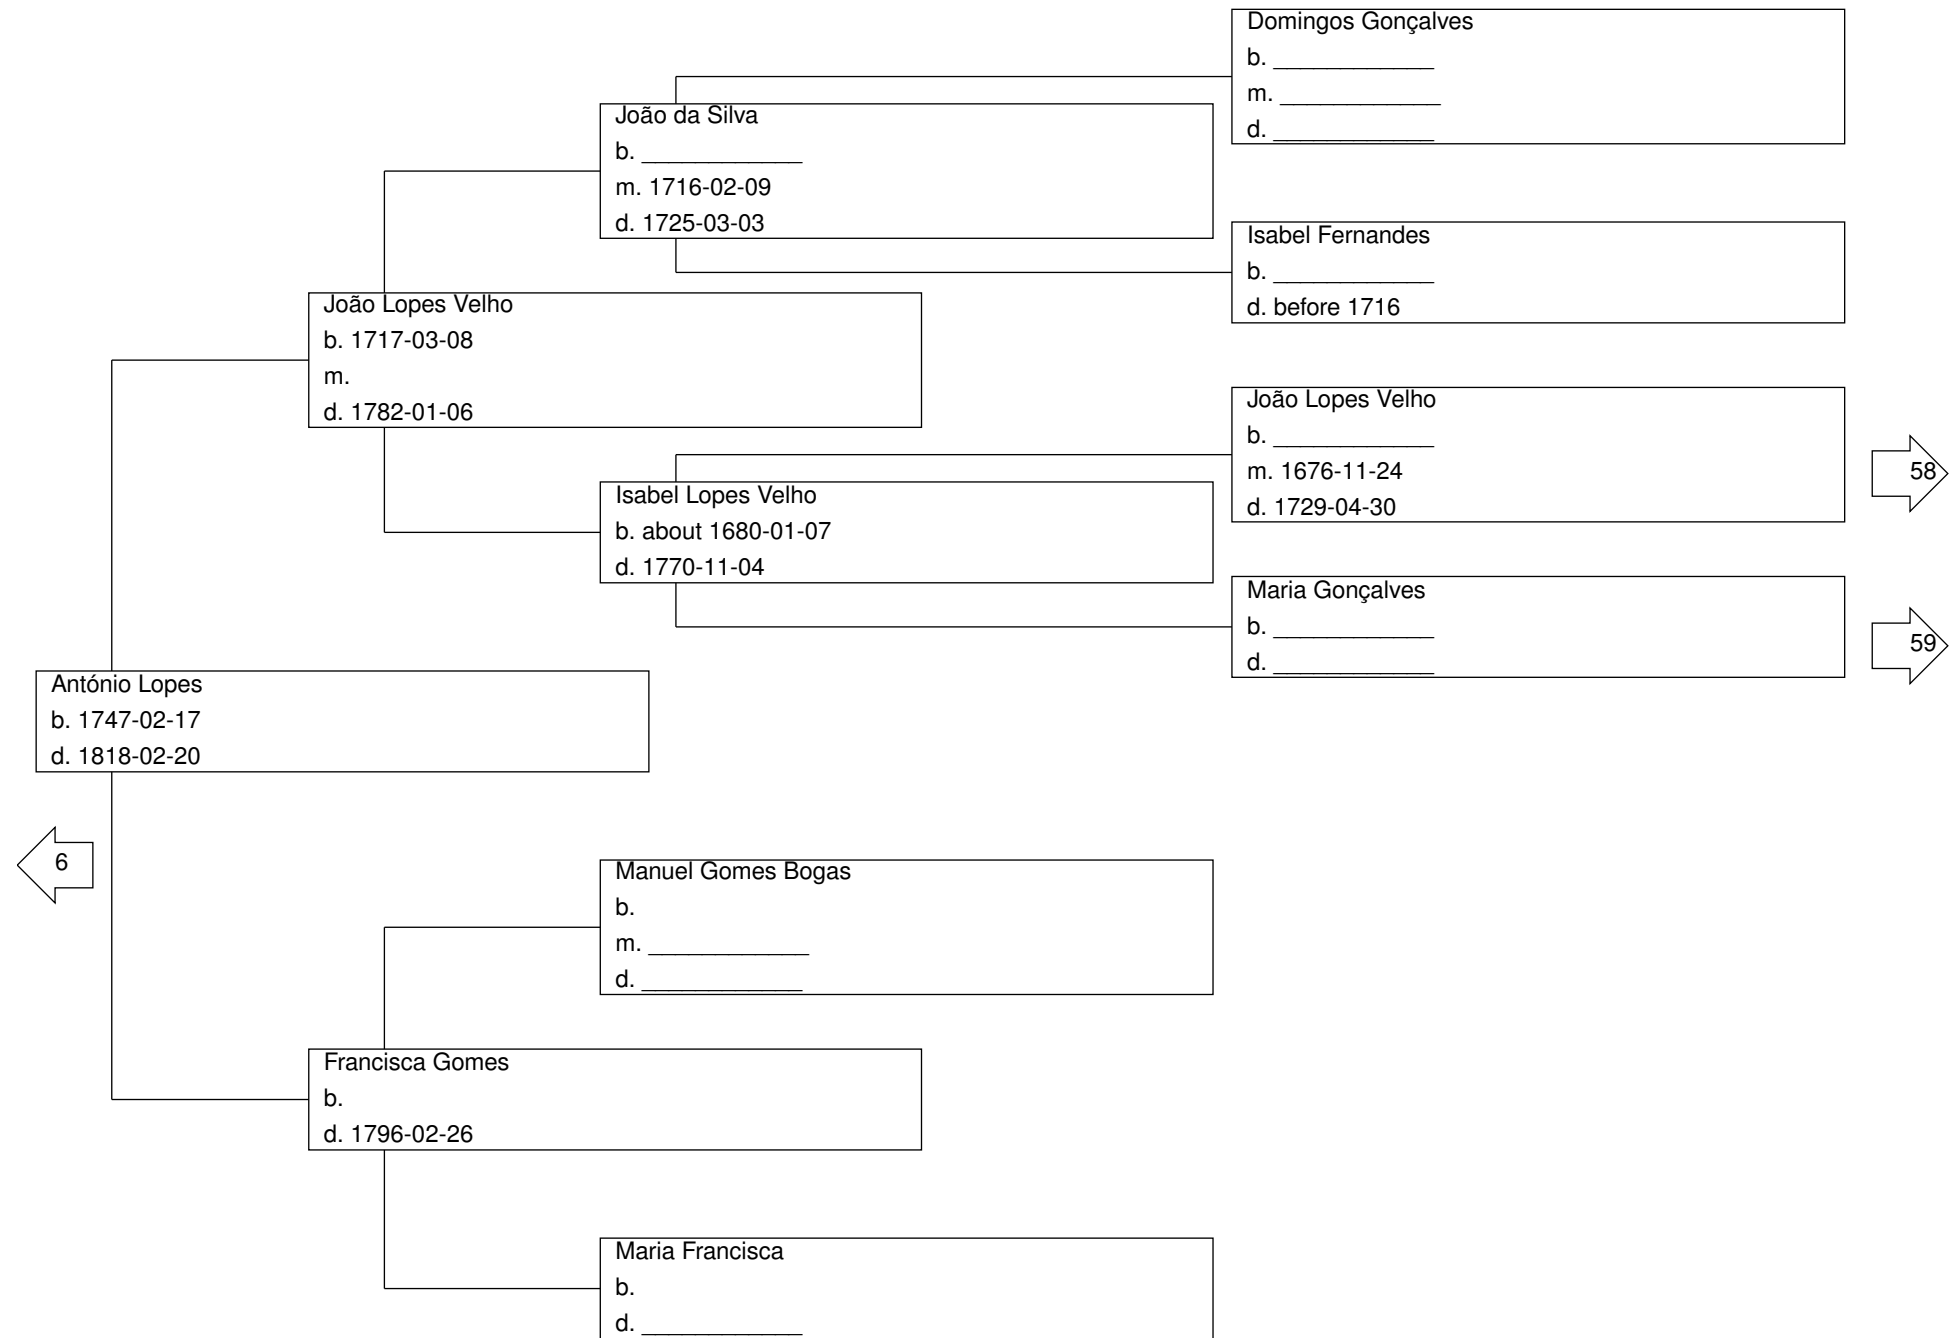 Domingos Gonçalves
b. ____________
m. ____________
d. ____________
João da Silva
b. ____________
m. 1716-02-09
d. 1725-03-03
Isabel Fernandes
b. ____________
d. before 1716
João Lopes Velho
b. 1717-03-08
m.
d. 1782-01-06
João Lopes Velho
b. ____________
m. 1676-11-24
d. 1729-04-30
58
Isabel Lopes Velho
b. about 1680-01-07
d. 1770-11-04
Maria Gonçalves
b. ____________
d. ____________
59
António Lopes
b. 1747-02-17
d. 1818-02-20
6
Manuel Gomes Bogas
b.
m. ____________
d. ____________
Francisca Gomes
b.
d. 1796-02-26
Maria Francisca
b.
d. ____________